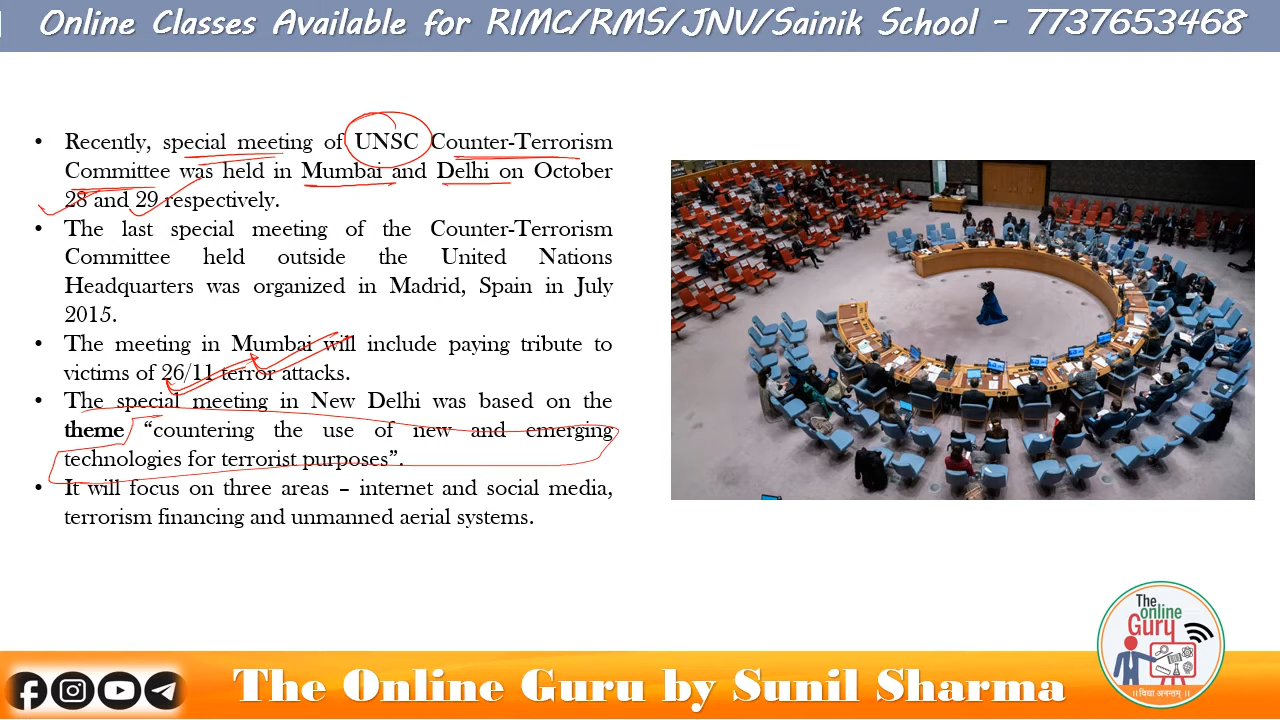 Online Classes Available for RIMC/RMS/JNV/Sainik School - 7737653468
• Recently, special meeting of UNSC Counter-Terrorism
Committee was held in Mumbai and Delhi on October
28 and 29 respectively.
• The last special meeting of the Counter-Terrorism
Committee held outside the United Nations
Headquarters was organized in Madrid, Spain in July
2015.
• The meeting in Mumbai will include paying tribute to
victims of 26/11 terror attacks.
• The special meeting in New Delhi was based on the
theme “countering the use of new and emerging
technologies for terrorist purposes”.
• It will focus on three areas – internet and social media,
terrorism financing and unmanned aerial systems.
The
online
Gury
॥विद्या अनन्तम्॥
The Online Guru by Sunil Sharma